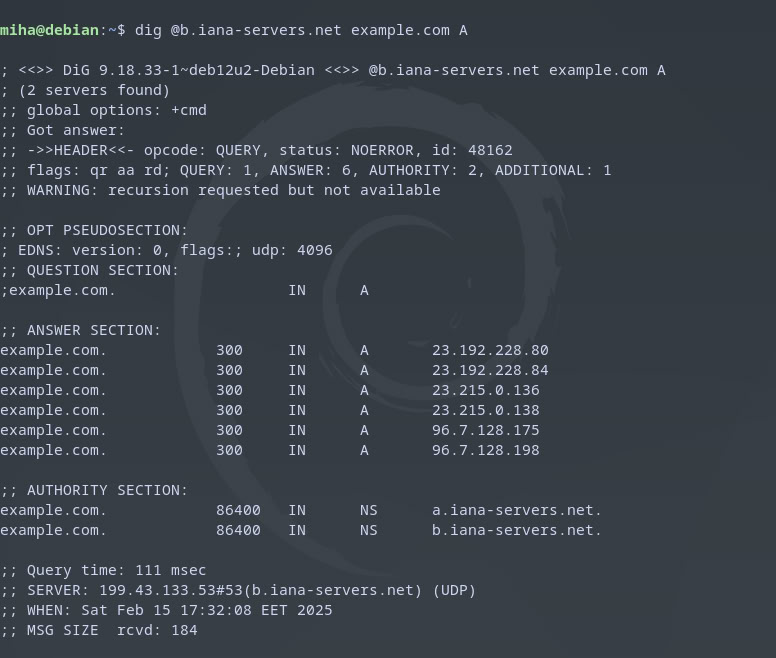 miha@debian:~$ dig @b.iana-servers.net example.com A
; <<>> DiG 9.18.33-1~deb12u2-Debian <<>> @b.iana-servers.net example.com A
; (2 servers found)
;; global options: +cmd
;; Got answer:
;; ->>HEADER<<- opcode: QUERY, status: NOERROR, id: 48162
;; flags: qr aa rd; QUERY: 1, ANSWER: 6, AUTHORITY: 2, ADDITIONAL: 1
;; WARNING: recursion requested but not available
;; OPT PSEUDOSECTION:
; EDNS: version: 0, flags:; udp: 4096
;; QUESTION SECTION:
;example.com. IN A
;; ANSWER SECTION:
example.com. 300 IN A 23.192.228.80
example.com. 300 IN A 23.192.228.84
example.com. 300 IN A 23.215.0.136
example.com. 300 IN A 23.215.0.138
example.com. 300 IN A 96.7.128.175
example.com. 300 IN A 96.7.128.198
;; AUTHORITY SECTION:
example.com. 86400 IN NS a.iana-servers.net.
example.com. 86400 IN NS b.iana-servers.net.
;; Query time: 111 msec
;; SERVER: 199.43.133.53#53(b.iana-servers.net) (UDP)
;; WHEN: Sat Feb 15 17:32:08 EET 2025
;; MSG SIZE rcvd: 184